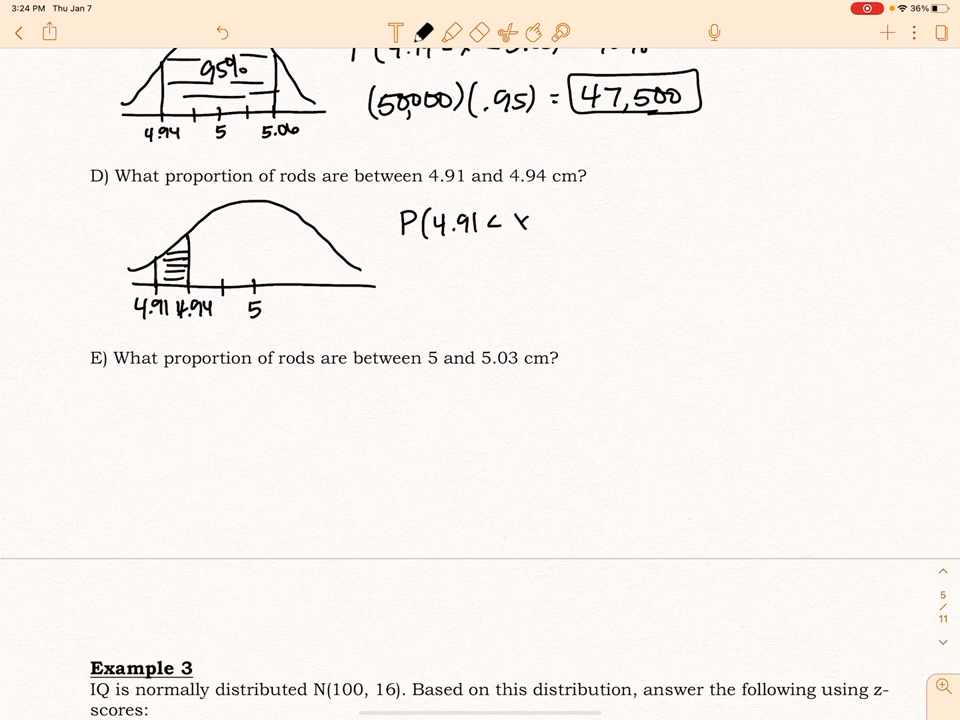 3:24 PM Thu Jan 7
36%
T
95%
4.94 5 5.06
(50,000)(.95) = 47,500
D) What proportion of rods are between 4.91 and 4.94 cm?
P(4.91 < x
4.91 4.94 5
E) What proportion of rods are between 5 and 5.03 cm?
5
/
11
Example 3
IQ is normally distributed N(100, 16). Based on this distribution, answer the following using z-
scores: